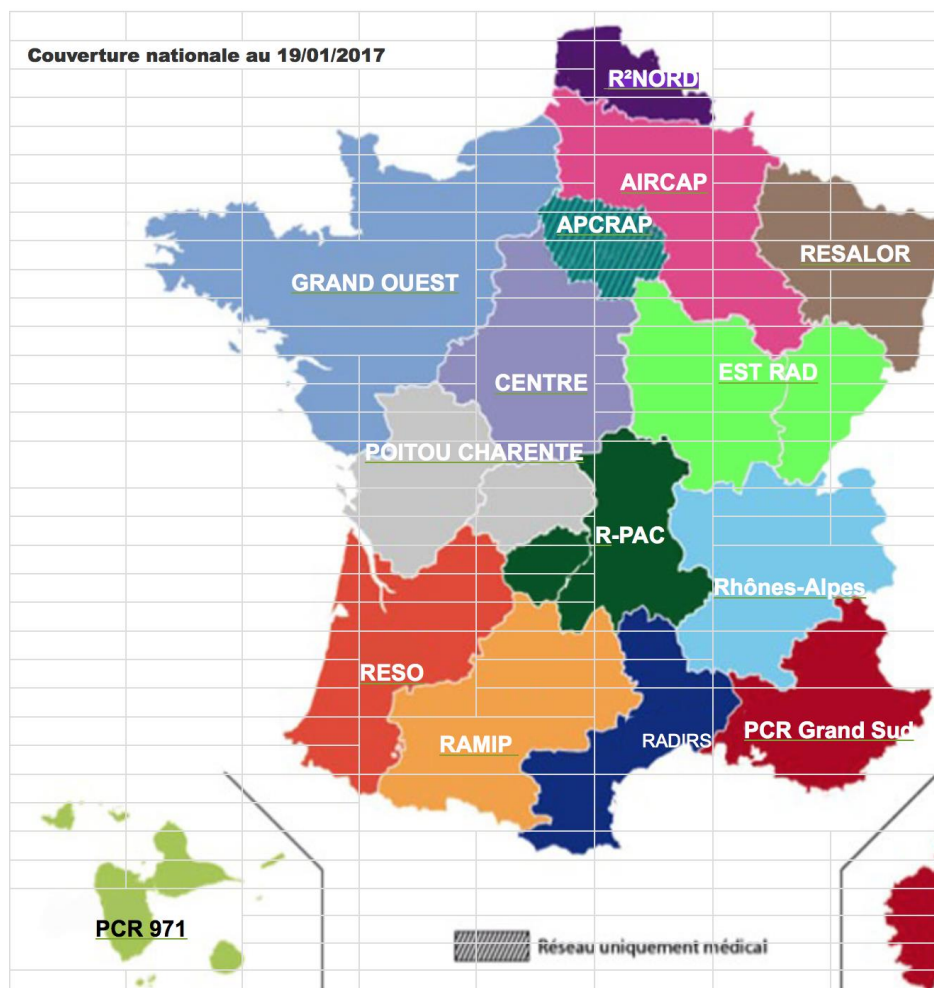 Couverture nationale au 19/01/2017
R²NORD
AIRCAP
APCRAP
RESALOR
GRAND OUEST
EST RAD
CENTRE
POITOU CHARENTE
R-PAC
Rhônes-Alpes
RESO
RAMIP
RADIRS
PCR Grand Sud
PCR 971
Réseau uniquement médical